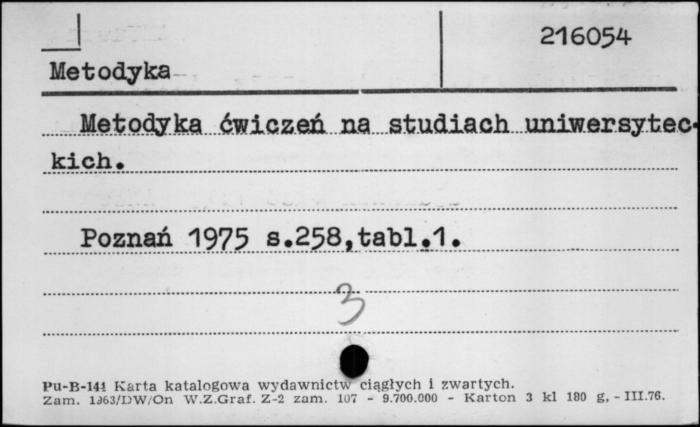 216054
Metodyka
Metodyka ćwiczeń na studiach uniwersytec-
kich.
Poznań 1975 s.258,tabl.1.
3
Pu-B-141 Karta katalogowa wydawnictw ciągłych i zwartych.
Zam. 1363/DW/On W.Z.Graf. Z-2 zam. 107 - 9.700.000 - Karton 3 kl 180 g, - III.76.